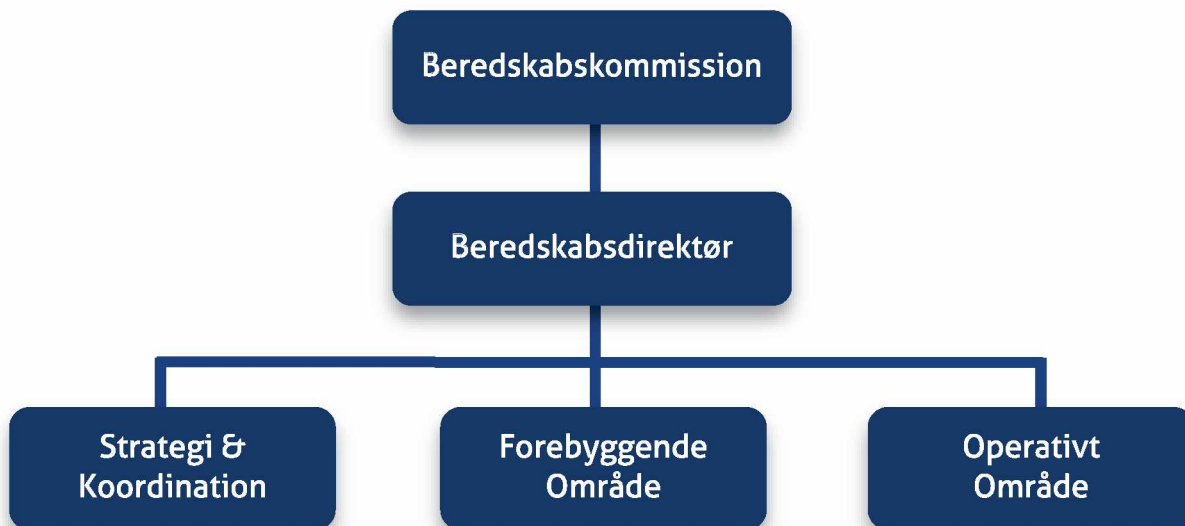 Beredskabskommission
Beredskabsdirektør
Strategi &
Koordination
Forebyggende
Område
Operativt
Område